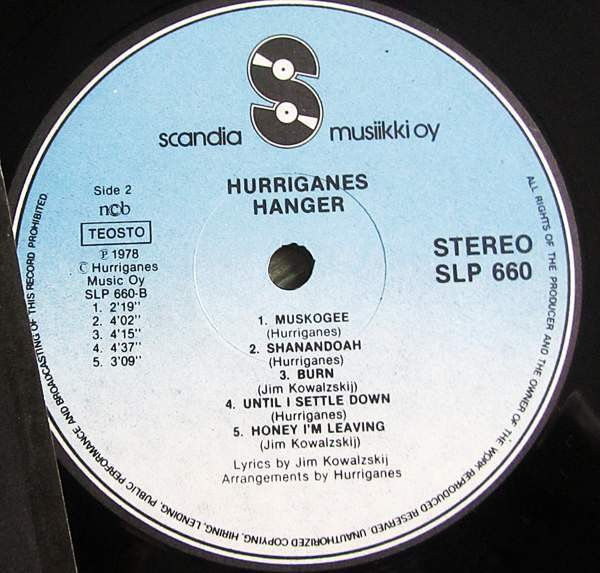 scandia musiikki oy
HURRIGANES
HANGER
Side 2
ncb
TEOSTO
℗ 1978
© Hurriganes
Music Oy
SLP 660-B
1. 2'19"
2. 4'02"
3. 4'15"
4. 4'37"
5. 3'09"
STEREO
SLP 660
1. MUSKOGEE
(Hurriganes)
2. SHANANDOAH
(Hurriganes)
3. BURN
(Jim Kowalzskij)
4. UNTIL I SETTLE DOWN
(Hurriganes)
5. HONEY I'M LEAVING
(Jim Kowalzkij)
Lyrics by Jim Kowalzskij
Arrangements by Hurriganes
ALL RIGHTS OF THE PRODUCER AND THE OWNER OF THE WORK REPRODUCED RESERVED. UNAUTHORIZED COPYING, HIRING, LENDING, PUBLIC PERFORMANCE AND BROADCASTING OF THIS RECORD PROHIBITED.